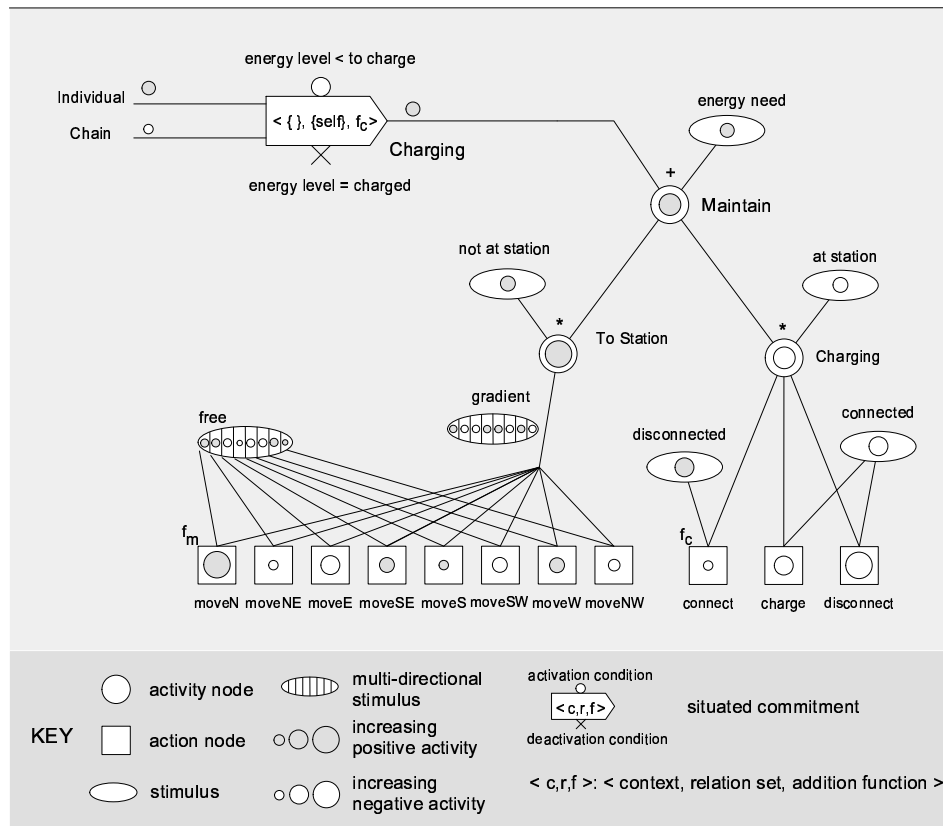 energy level < to charge
Individual
Chain
< { }, {self}, fc >
Charging
energy level = charged
energy need
+
Maintain
not at station
at station
*
To Station
*
Charging
gradient
free
connected
disconnected
fm
fc
moveN moveNE moveE moveSE moveS moveSW moveW moveNW connect charge disconnect
KEY
activity node
action node
stimulus
multi-directional
stimulus
increasing
positive activity
increasing
negative activity
activation condition
< c,r,f >
deactivation condition
situated commitment
< c,r,f >: < context, relation set, addition function >